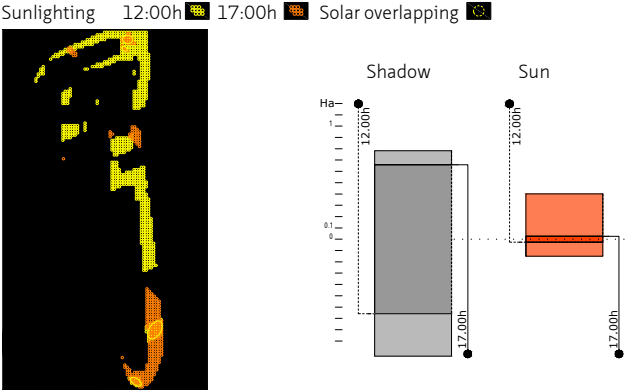 Sunlighting 12:00h 17:00h Solar overlapping
Shadow Sun
Ha
12.00h 12.00h
1
0.1
0
17.00h 17.00h